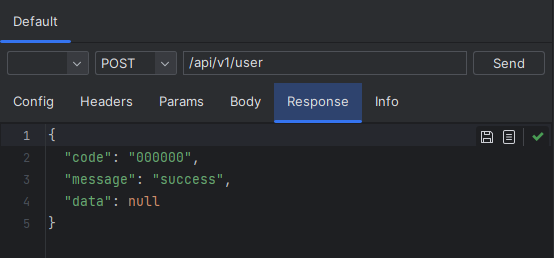 Default
POST /api/v1/user Send
Config Headers Params Body Response Info
1 {
2 "code": "000000",
3 "message": "success",
4 "data": null
5 }